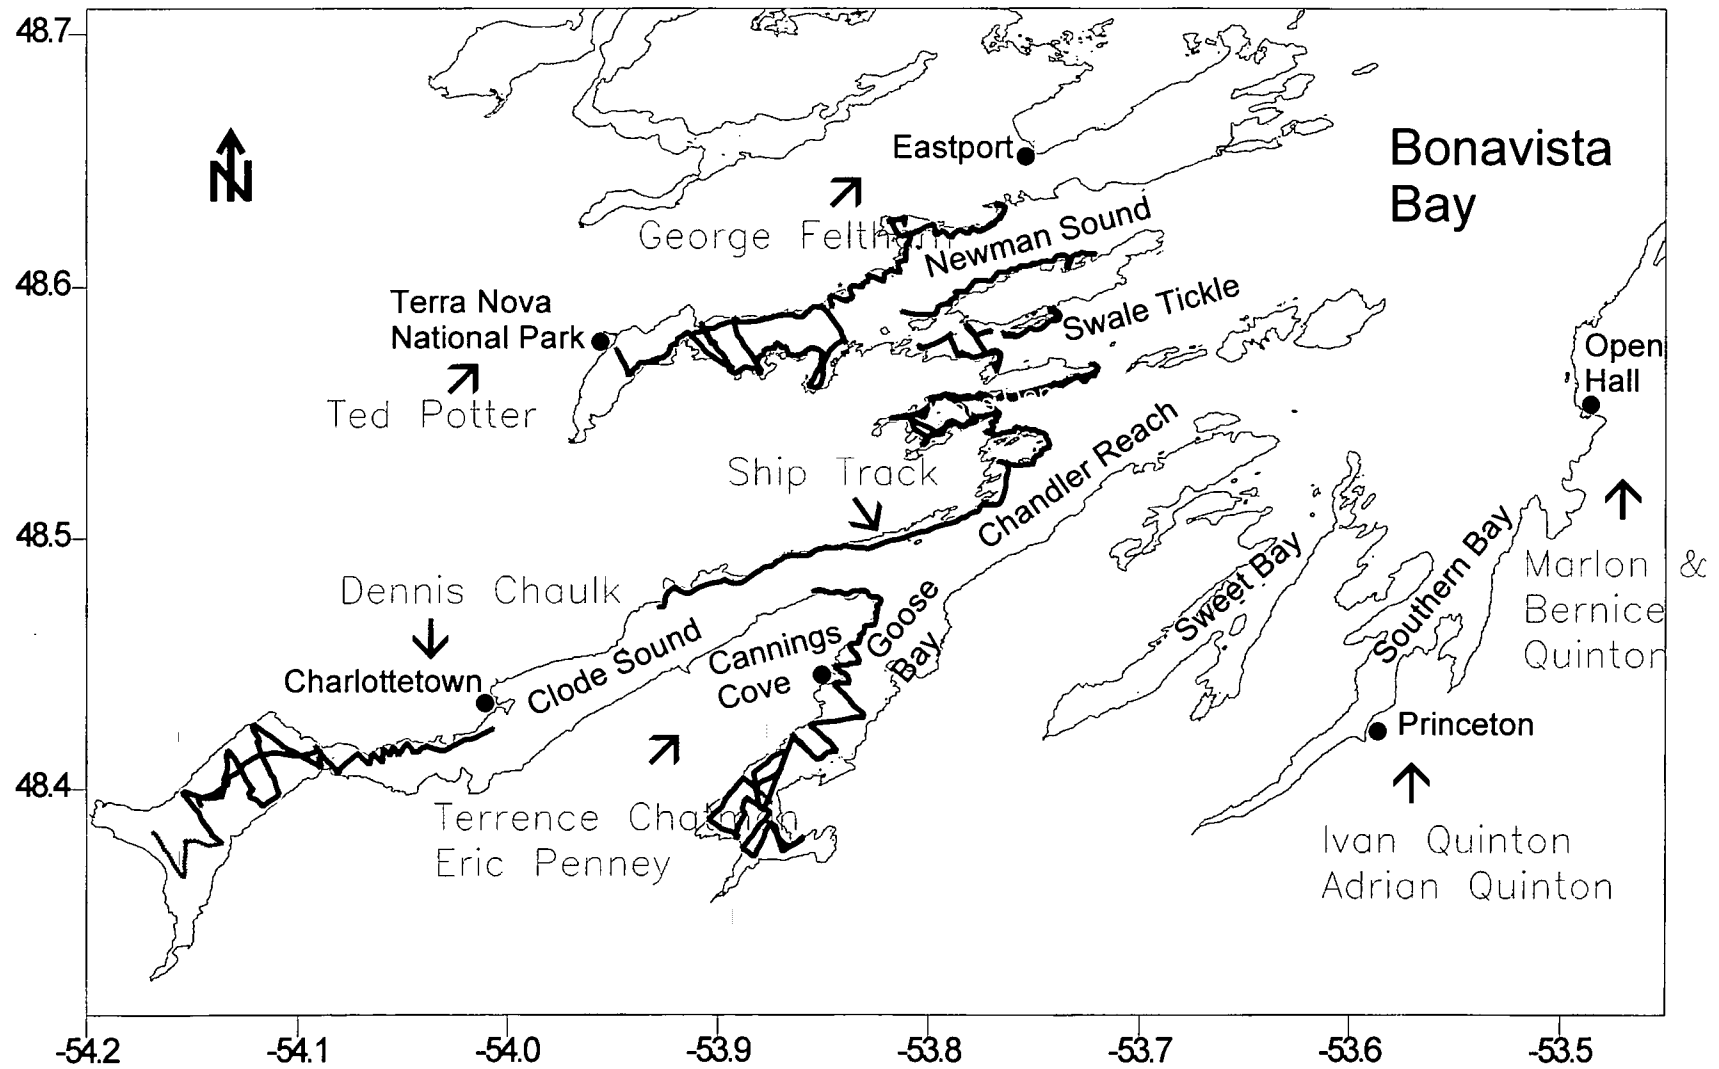 48.7
48.6
48.5
48.4
-54.2
-54.1
-54.0
-53.9
-53.8
-53.7
-53.6
-53.5
N
Bonavista
Bay
Eastport
George Feltham
Newman Sound
Terra Nova
National Park
Swale Tickle
Ted Potter
Open
Hall
Ship Track
Chandler Reach
Dennis Chaulk
Sweet Bay
Southern Bay
Marlon &
Bernice
Quinton
Goose
Bay
Cannings
Cove
Clode Sound
Charlottetown
Princeton
Terrence Chatman
Eric Penney
Ivan Quinton
Adrian Quinton